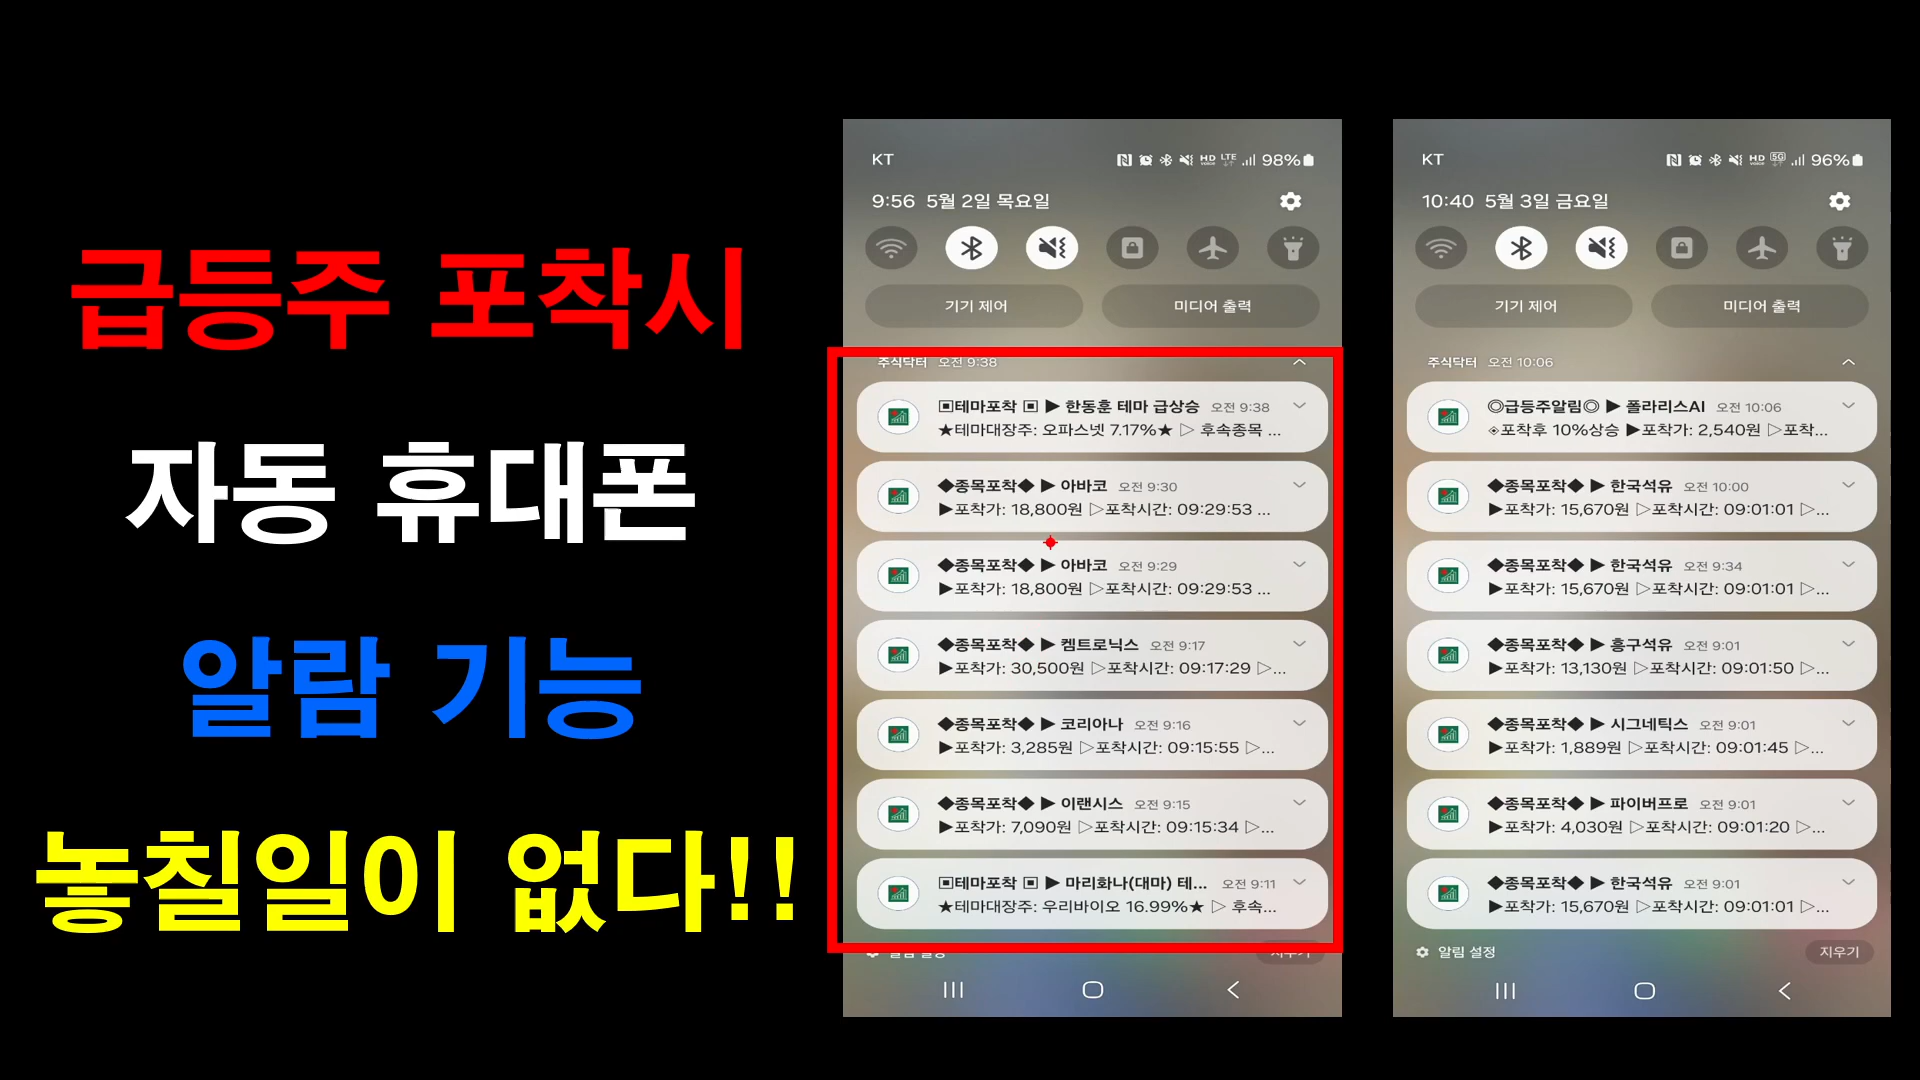 급등주 포착시
자동 휴대폰
알람 기능
놓칠일이 없다!!
KT
98%
9:56 5월 2일 목요일
기기 제어
미디어 출력
주식닥터 오전 9:38
▣테마포착 ▣ ▶ 한동훈 테마 급상승 오전 9:38
★테마대장주: 오파스넷 7.17%★ ▷ 후속종목 ...
◆종목포착◆ ▶ 아바코 오전 9:30
▶포착가: 18,800원 ▷포착시간: 09:29:53 ...
◆종목포착◆ ▶ 아바코 오전 9:29
▶포착가: 18,800원 ▷포착시간: 09:29:53 ...
◆종목포착◆ ▶ 켐트로닉스 오전 9:17
▶포착가: 30,500원 ▷포착시간: 09:17:29 ▷...
◆종목포착◆ ▶ 코리아나 오전 9:16
▶포착가: 3,285원 ▷포착시간: 09:15:55 ▷...
◆종목포착◆ ▶ 이랜시스 오전 9:15
▶포착가: 7,090원 ▷포착시간: 09:15:34 ▷...
▣테마포착 ▣ ▶ 마리화나(대마) 테... 오전 9:11
★테마대장주: 우리바이오 16.99%★ ▷ 후속...
KT
96%
10:40 5월 3일 금요일
기기 제어
미디어 출력
주식닥터 오전 10:06
◎급등주알림◎ ▶ 폴라리스AI 오전 10:06
◈포착후 10%상승 ▶포착가: 2,540원 ▷포착...
◆종목포착◆ ▶ 한국석유 오전 10:00
▶포착가: 15,670원 ▷포착시간: 09:01:01 ▷...
◆종목포착◆ ▶ 한국석유 오전 9:34
▶포착가: 15,670원 ▷포착시간: 09:01:01 ▷...
◆종목포착◆ ▶ 흥구석유 오전 9:01
▶포착가: 13,130원 ▷포착시간: 09:01:50 ▷...
◆종목포착◆ ▶ 시그네틱스 오전 9:01
▶포착가: 1,889원 ▷포착시간: 09:01:45 ▷...
◆종목포착◆ ▶ 파이버프로 오전 9:01
▶포착가: 4,030원 ▷포착시간: 09:01:20 ▷...
◆종목포착◆ ▶ 한국석유 오전 9:01
▶포착가: 15,670원 ▷포착시간: 09:01:01 ▷...
알림 설정
지우기